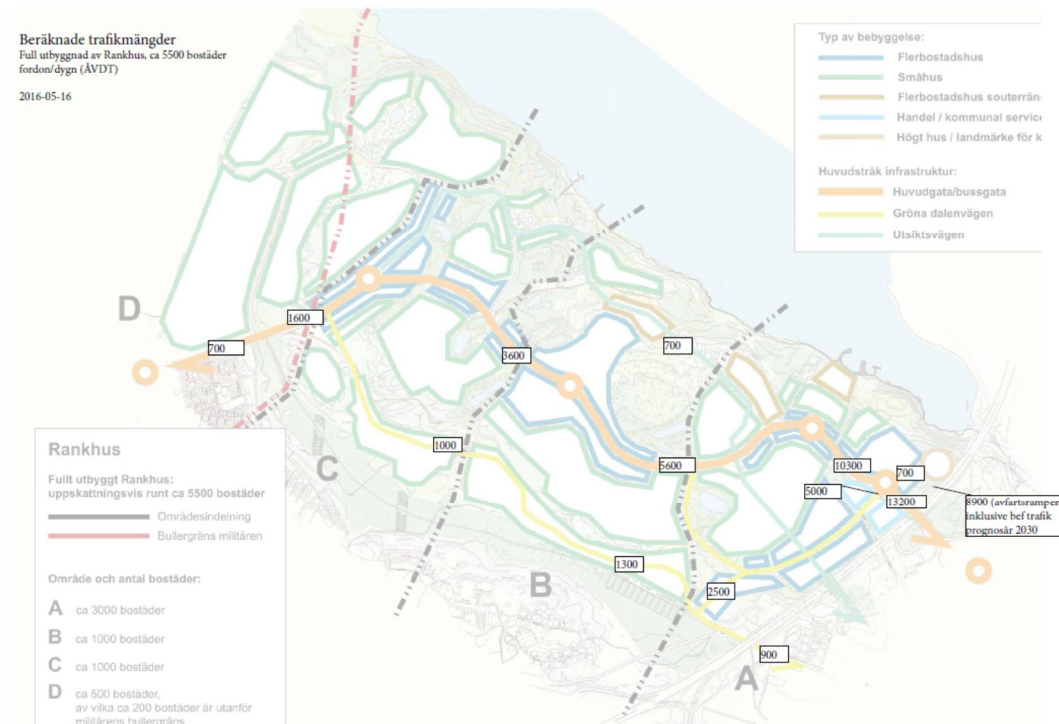 Beräknade trafikmängder
Full utbyggnad av Rankhus, ca 5500 bostäder
fordon/dygn (ÅVDT)
2016-05-16
Typ av bebyggelse:
Flerbostadshus
Småhus
Flerbostadshus souterrän
Handel / kommunal service
Högt hus / landmärke för k
Huvudstråk infrastruktur:
Huvudgata/bussgata
Gröna dalenvägen
Utsiktsvägen
D
1600
700
3600
700
1000
C
5600
10300
700
5000
13200
8900 (avfartsrampen
inklusive bef trafik
prognosår 2030
1300
B
2500
900
A
Rankhus
Fullt utbyggt Rankhus:
uppskattningsvis runt ca 5500 bostäder
Områdesindelning
Bullergräns militären
Område och antal bostäder:
A ca 3000 bostäder
B ca 1000 bostäder
C ca 1000 bostäder
D ca 500 bostäder,
av vilka ca 200 bostäder är utanför
militärens bullergräns